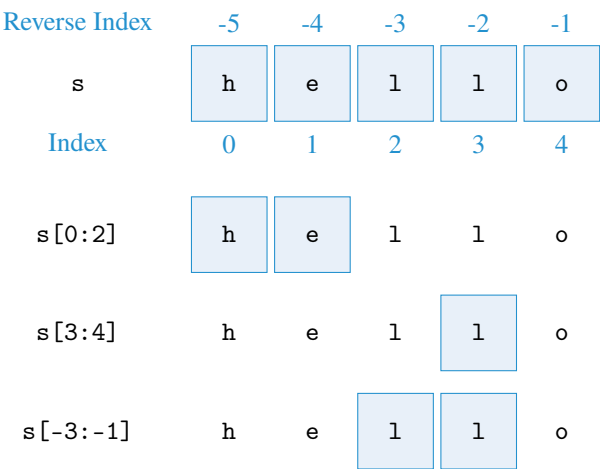 Reverse Index -5 -4 -3 -2 -1
s h e l l o
Index 0 1 2 3 4
s[0:2] h e l l o
s[3:4] h e l l o
s[-3:-1] h e l l o